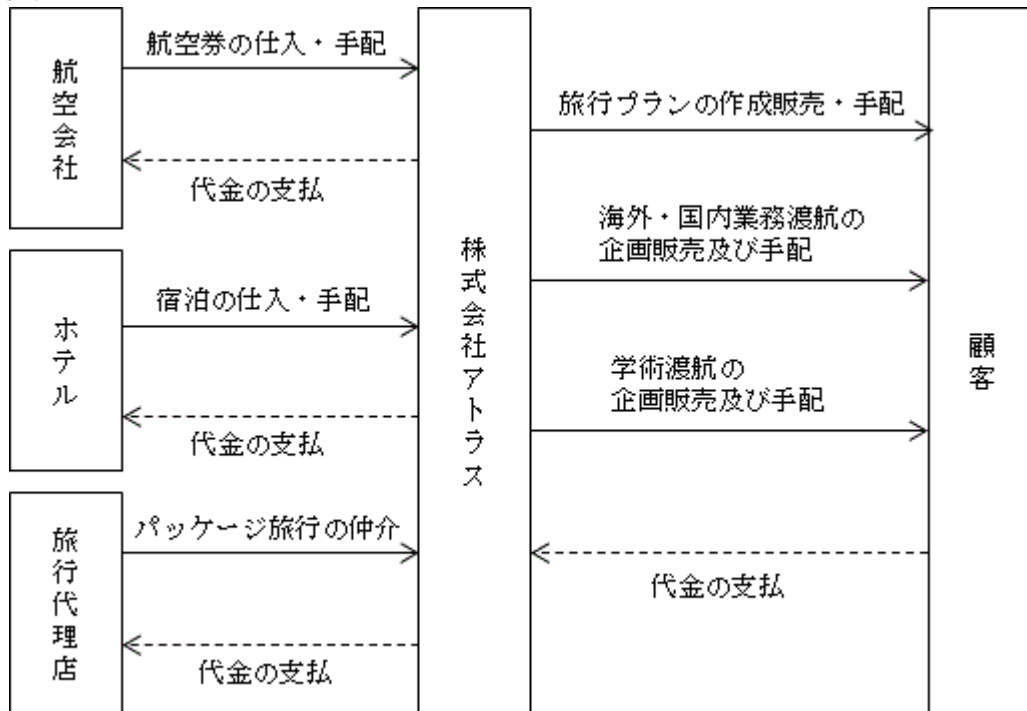 航空会社
航空券の仕入・手配
代金の支払
ホテル
宿泊の仕入・手配
代金の支払
旅行代理店
パッケージ旅行の仲介
代金の支払
株式会社アトラス
旅行プランの作成販売・手配
海外・国内業務渡航の
企画販売及び手配
学術渡航の
企画販売及び手配
代金の支払
顧客